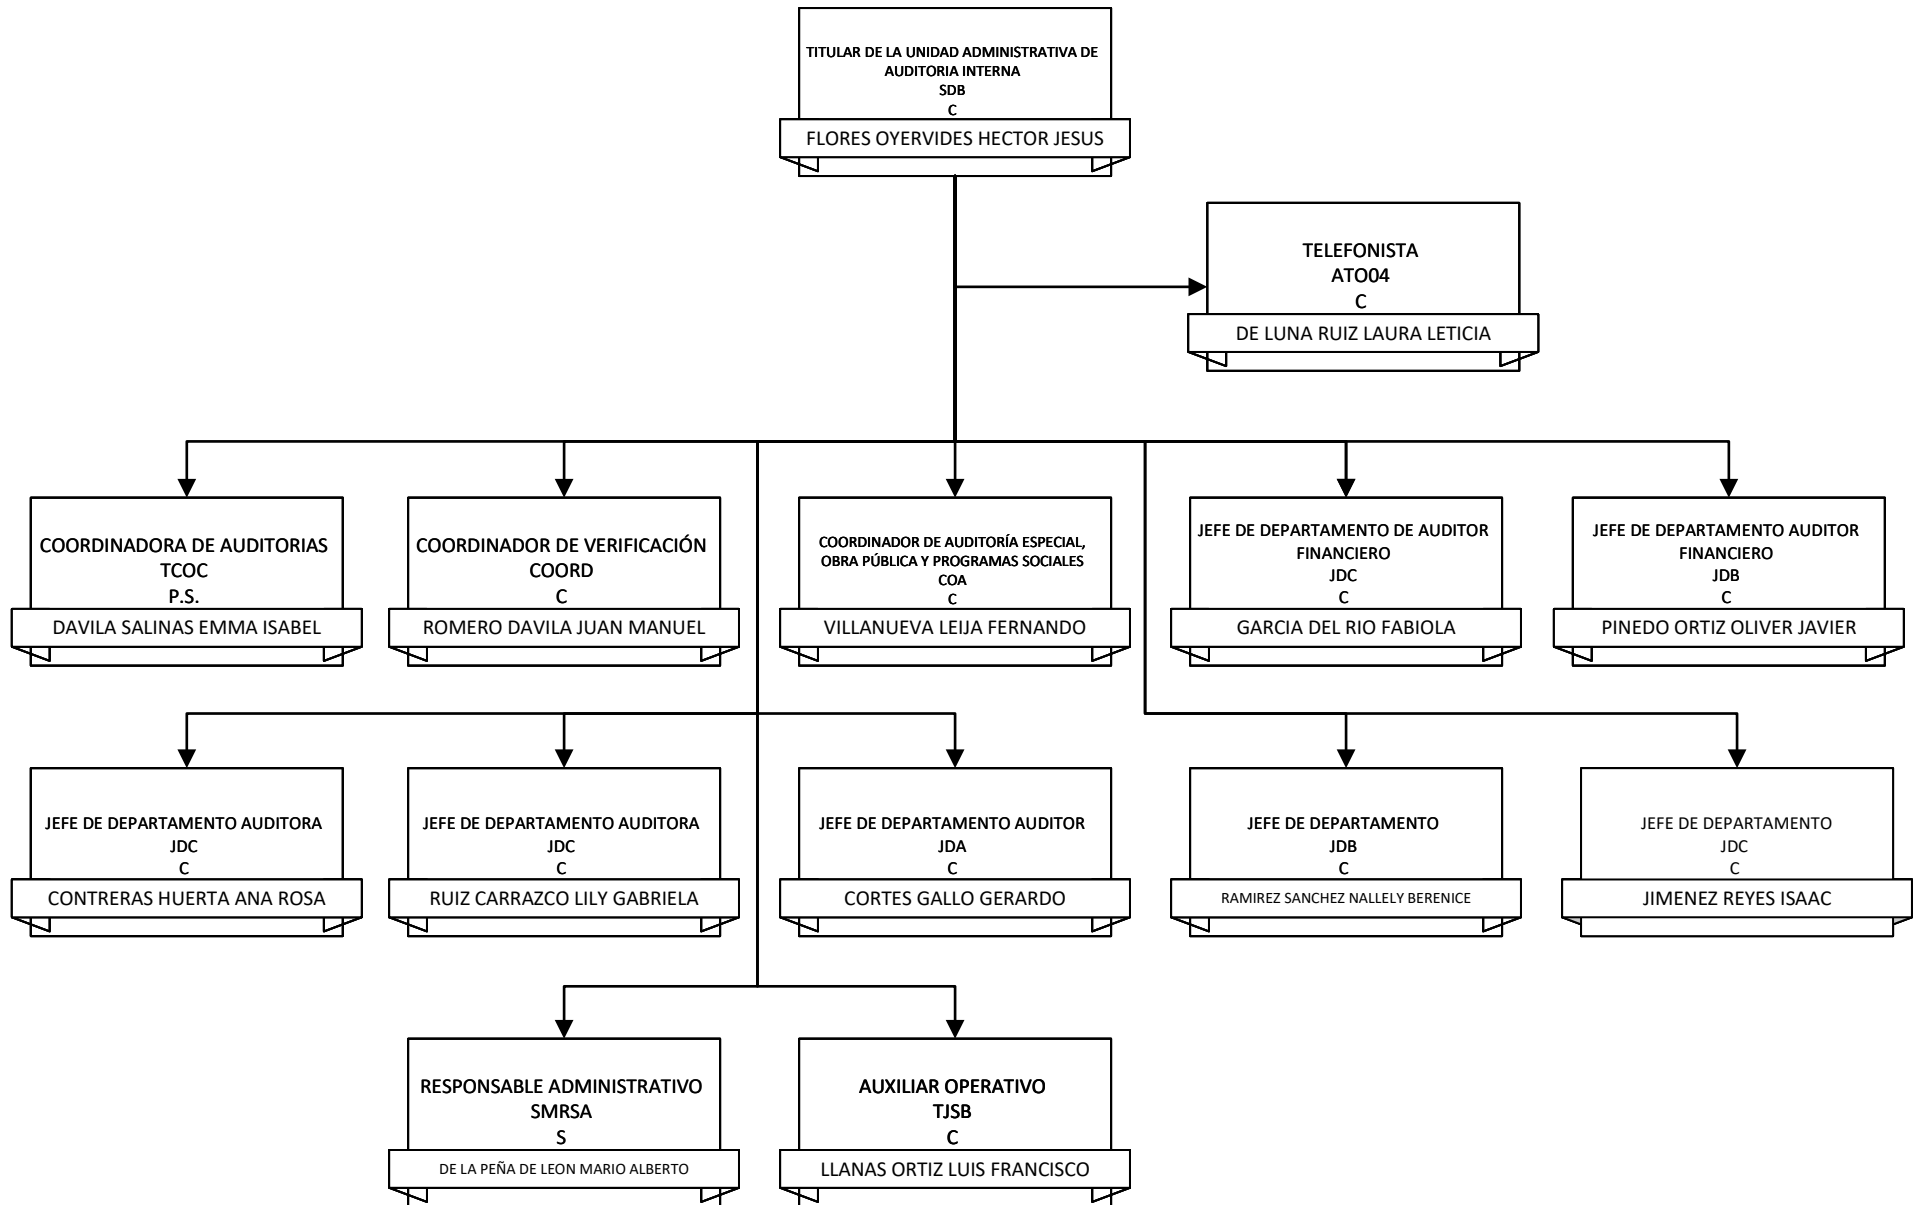 TITULAR DE LA UNIDAD ADMINISTRATIVA DE
AUDITORIA INTERNA
SDB
C
FLORES OYERVIDES HECTOR JESUS
TELEFONISTA
ATO04
C
DE LUNA RUIZ LAURA LETICIA
COORDINADORA DE AUDITORIAS
TCOC
P.S.
DAVILA SALINAS EMMA ISABEL
COORDINADOR DE VERIFICACIÓN
COORD
C
ROMERO DAVILA JUAN MANUEL
COORDINADOR DE AUDITORÍA ESPECIAL,
OBRA PÚBLICA Y PROGRAMAS SOCIALES
COA
C
VILLANUEVA LEIJA FERNANDO
JEFE DE DEPARTAMENTO DE AUDITOR
FINANCIERO
JDC
C
GARCIA DEL RIO FABIOLA
JEFE DE DEPARTAMENTO AUDITOR
FINANCIERO
JDB
C
PINEDO ORTIZ OLIVER JAVIER
JEFE DE DEPARTAMENTO AUDITORA
JDC
C
CONTRERAS HUERTA ANA ROSA
JEFE DE DEPARTAMENTO AUDITORA
JDC
C
RUIZ CARRAZCO LILY GABRIELA
JEFE DE DEPARTAMENTO AUDITOR
JDA
C
CORTES GALLO GERARDO
JEFE DE DEPARTAMENTO
JDB
C
RAMIREZ SANCHEZ NALLELY BERENICE
JEFE DE DEPARTAMENTO
JDC
C
JIMENEZ REYES ISAAC
RESPONSABLE ADMINISTRATIVO
SMRSA
S
DE LA PEÑA DE LEON MARIO ALBERTO
AUXILIAR OPERATIVO
TJSB
C
LLANAS ORTIZ LUIS FRANCISCO